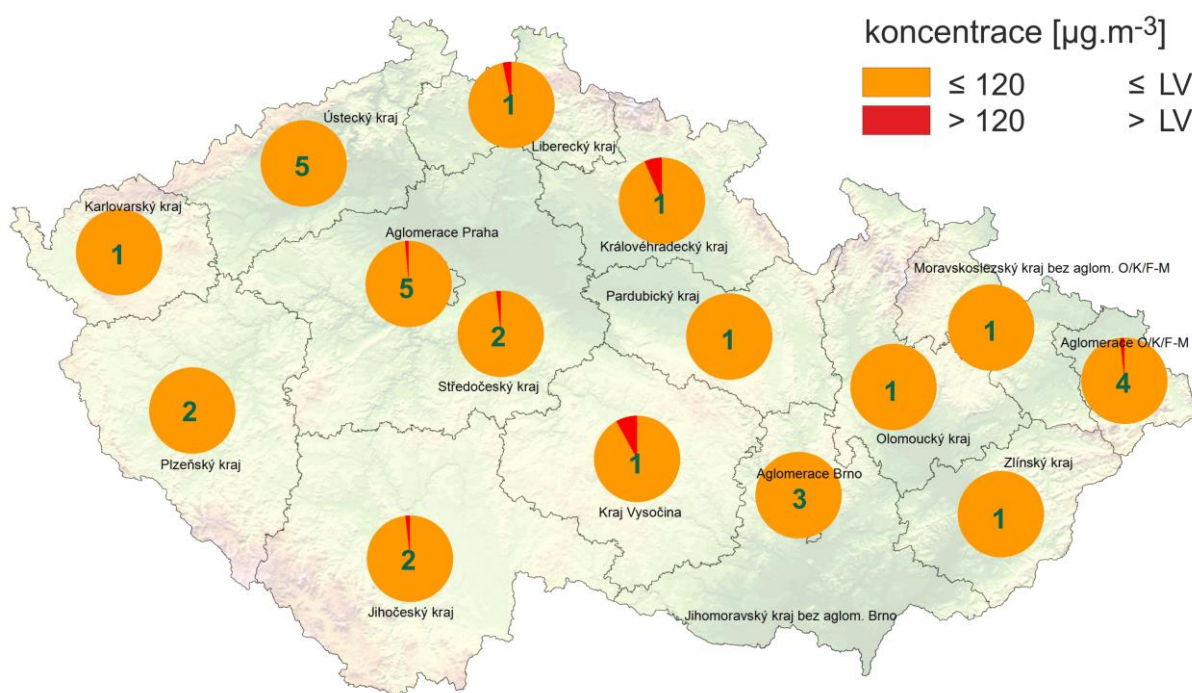 koncentrace [µg.m-3]
≤ 120 ≤ LV
> 120 > LV
1
Liberecký kraj
Ústecký kraj
5
Karlovarský kraj
1
1
Královéhradecký kraj
Aglomerace Praha
5
2
Středočeský kraj
Pardubický kraj
1
Moravskoslezský kraj bez aglom. O/K/F-M
1
Aglomerace O/K/F-M
4
1
Olomoucký kraj
2
Plzeňský kraj
1
Kraj Vysočina
Aglomerace Brno
3
Zlínský kraj
1
2
Jihočeský kraj
Jihomoravský kraj bez aglom. Brno